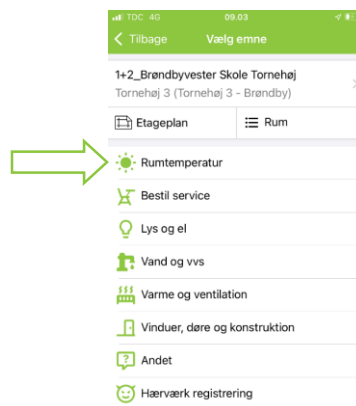 TDC 4G 09.03
Tilbage Vælg emne
1+2_Brøndbyvester Skole Tornehøj
Tornehøj 3 (Tornehøj 3 - Brøndby)
Etageplan Rum
Rumtemperatur
Bestil service
Lys og el
Vand og vvs
Varme og ventilation
Vinduer, døre og konstruktion
Andet
Hærværk registrering